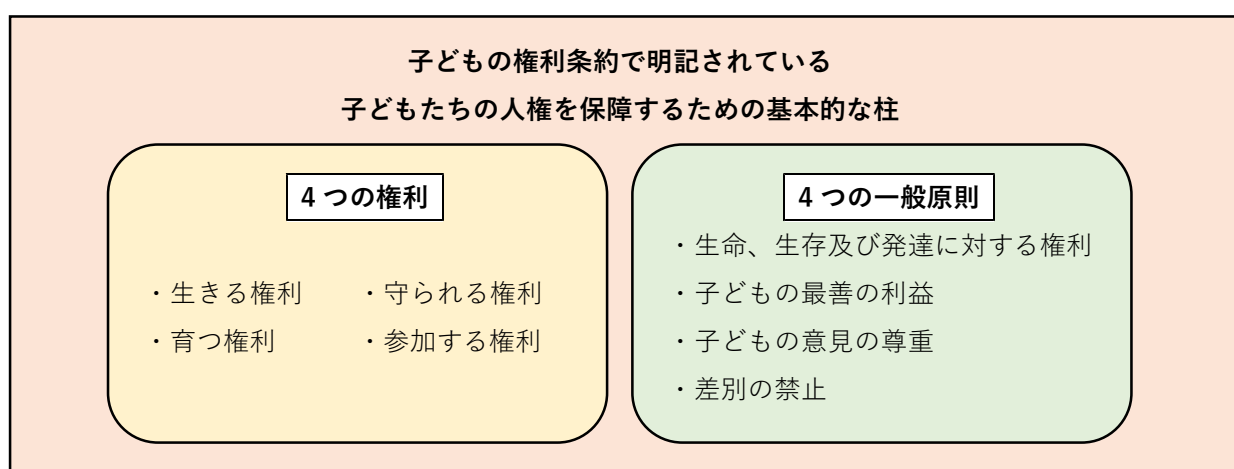 子どもの権利条約で明記されている
子どもたちの人権を保障するための基本的な柱
4つの権利
・生きる権利 ・守られる権利
・育つ権利 ・参加する権利
4つの一般原則
・生命、生存及び発達に対する権利
・子どもの最善の利益
・子どもの意見の尊重
・差別の禁止